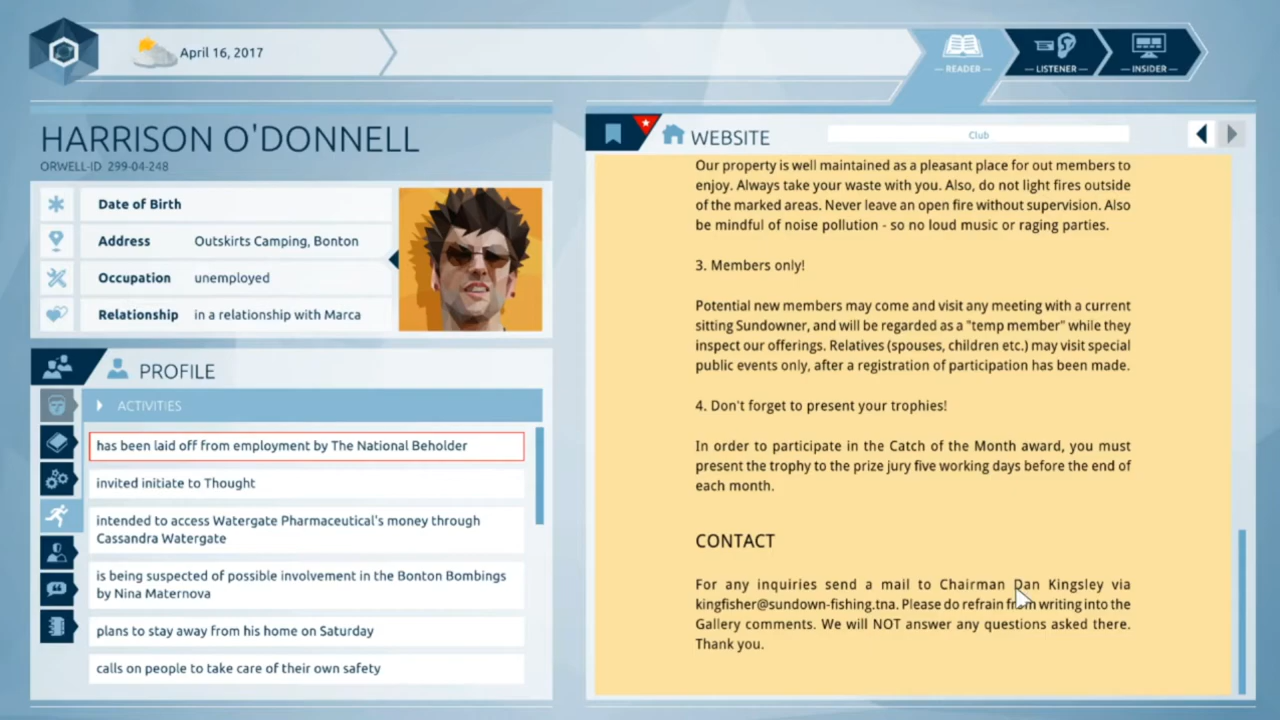 April 16, 2017
READER
LISTENER
INSIDER
HARRISON O'DONNELL
ORWELL-ID 299-04-248
Date of Birth
Address Outskirts Camping, Bonton
Occupation unemployed
Relationship in a relationship with Marca
PROFILE
ACTIVITIES
has been laid off from employment by The National Beholder
invited initiate to Thought
intended to access Watergate Pharmaceutical's money through
Cassandra Watergate
is being suspected of possible involvement in the Bonton Bombings
by Nina Maternova
plans to stay away from his home on Saturday
calls on people to take care of their own safety
WEBSITE
Club
Our property is well maintained as a pleasant place for out members to
enjoy. Always take your waste with you. Also, do not light fires outside
of the marked areas. Never leave an open fire without supervision. Also
be mindful of noise pollution - so no loud music or raging parties.
3. Members only!
Potential new members may come and visit any meeting with a current
sitting Sundowner, and will be regarded as a "temp member" while they
inspect our offerings. Relatives (spouses, children etc.) may visit special
public events only, after a registration of participation has been made.
4. Don't forget to present your trophies!
In order to participate in the Catch of the Month award, you must
present the trophy to the prize jury five working days before the end of
each month.
CONTACT
For any inquiries send a mail to Chairman Dan Kingsley via
kingfisher@sundown-fishing.tna. Please do refrain from writing into the
Gallery comments. We will NOT answer any questions asked there.
Thank you.